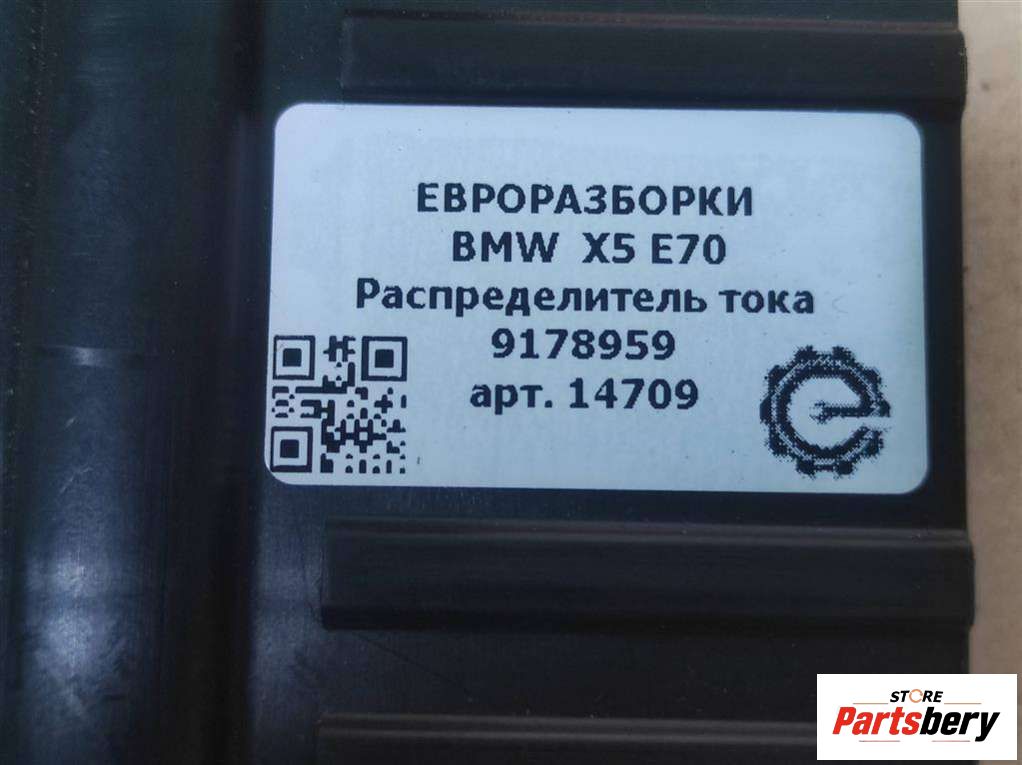 ЕВРОРАЗБОРКИ
BMW X5 E70
Распределитель тока
9178959
арт. 14709
STORE
Partsbery